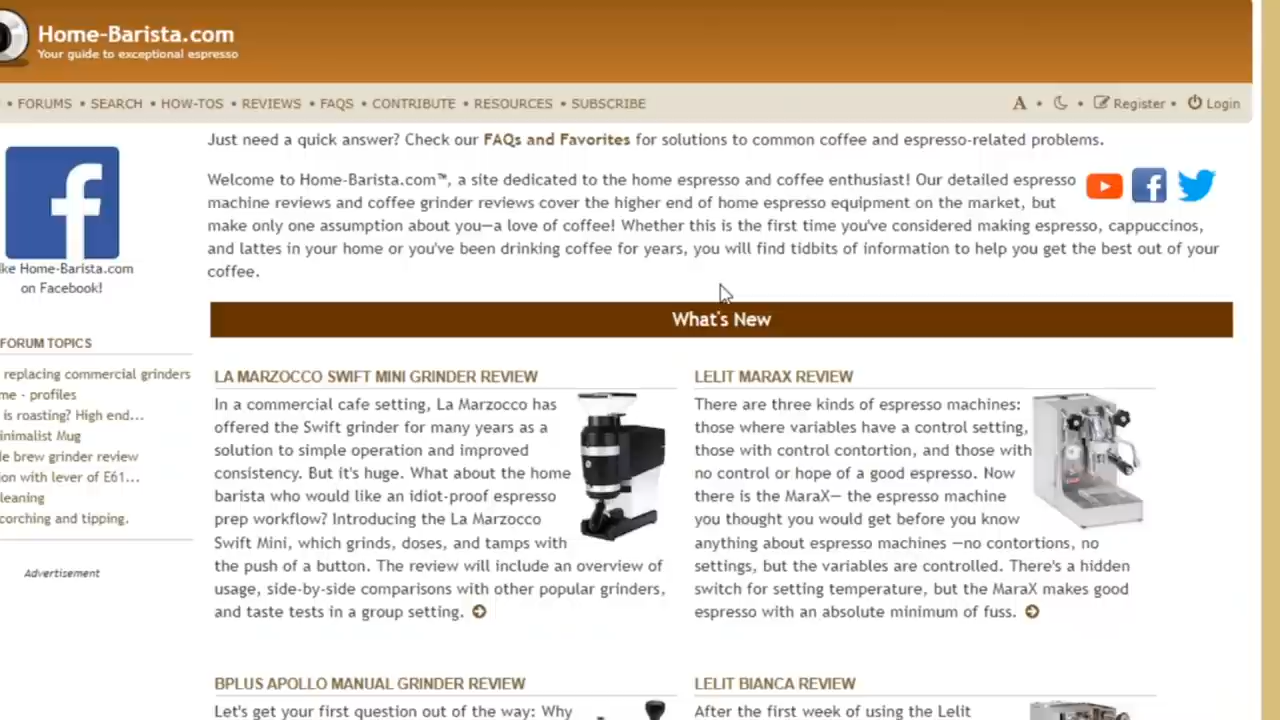 Home-Barista.com
Your guide to exceptional espresso
• FORUMS • SEARCH • HOW-TOS • REVIEWS • FAQS • CONTRIBUTE • RESOURCES • SUBSCRIBE
A • • Register • Login
Just need a quick answer? Check our FAQs and Favorites for solutions to common coffee and espresso-related problems.
Welcome to Home-Barista.com™, a site dedicated to the home espresso and coffee enthusiast! Our detailed espresso
machine reviews and coffee grinder reviews cover the higher end of home espresso equipment on the market, but
make only one assumption about you—a love of coffee! Whether this is the first time you've considered making espresso, cappuccinos,
and lattes in your home or you've been drinking coffee for years, you will find tidbits of information to help you get the best out of your
coffee.
ke Home-Barista.com
on Facebook!
FORUM TOPICS
replacing commercial grinders
me - profiles
is roasting? High end...
inimalist Mug
de brew grinder review
ion with lever of E61...
leaning
corching and tipping.
Advertisement
What's New
LA MARZOCCO SWIFT MINI GRINDER REVIEW
In a commercial cafe setting, La Marzocco has
offered the Swift grinder for many years as a
solution to simple operation and improved
consistency. But it's huge. What about the home
barista who would like an idiot-proof espresso
prep workflow? Introducing the La Marzocco
Swift Mini, which grinds, doses, and tamps with
the push of a button. The review will include an overview of
usage, side-by-side comparisons with other popular grinders,
and taste tests in a group setting.
LELIT MARAX REVIEW
There are three kinds of espresso machines:
those where variables have a control setting,
those with control contortion, and those with
no control or hope of a good espresso. Now
there is the MaraX— the espresso machine
you thought you would get before you know
anything about espresso machines —no contortions, no
settings, but the variables are controlled. There's a hidden
switch for setting temperature, but the MaraX makes good
espresso with an absolute minimum of fuss.
BPLUS APOLLO MANUAL GRINDER REVIEW
Let's get your first question out of the way: Why
LELIT BIANCA REVIEW
After the first week of using the Lelit